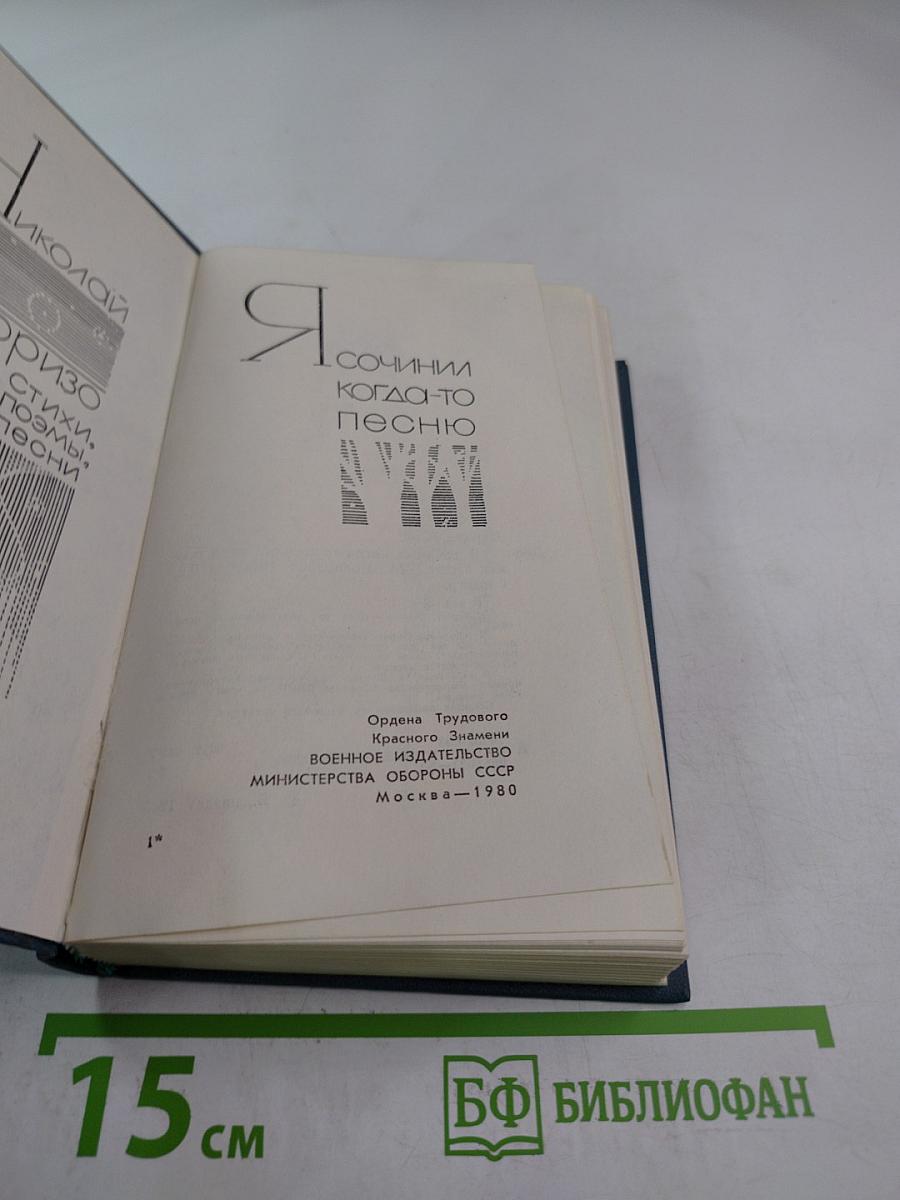 Николай
оризо
стихи,
поэмы,
песни
Я сочинил
когда-то
песню
Ордена Трудового
Красного Знамени
ВОЕННОЕ ИЗДАТЕЛЬСТВО
МИНИСТЕРСТВА ОБОРОНЫ СССР
Москва—1980
1*
15 см
БФ БИБЛИОФАН